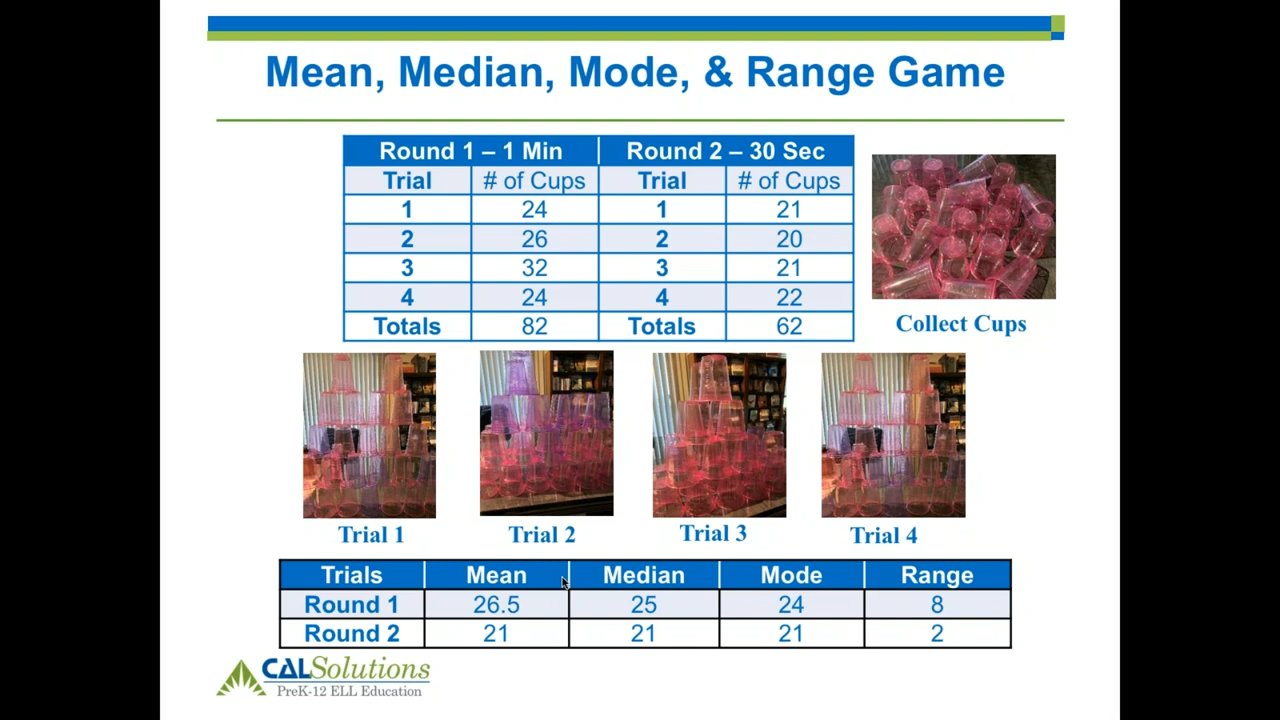 Mean, Median, Mode, & Range Game
Round 1 – 1 Min Round 2 – 30 Sec
Trial # of Cups Trial # of Cups
1 24 1 21
2 26 2 20
3 32 3 21
4 24 4 22
Totals 82 Totals 62
Collect Cups
Trial 1 Trial 2 Trial 3 Trial 4
Trials Mean Median Mode Range
Round 1 26.5 25 24 8
Round 2 21 21 21 2
CALSolutions
PreK-12 ELL Education